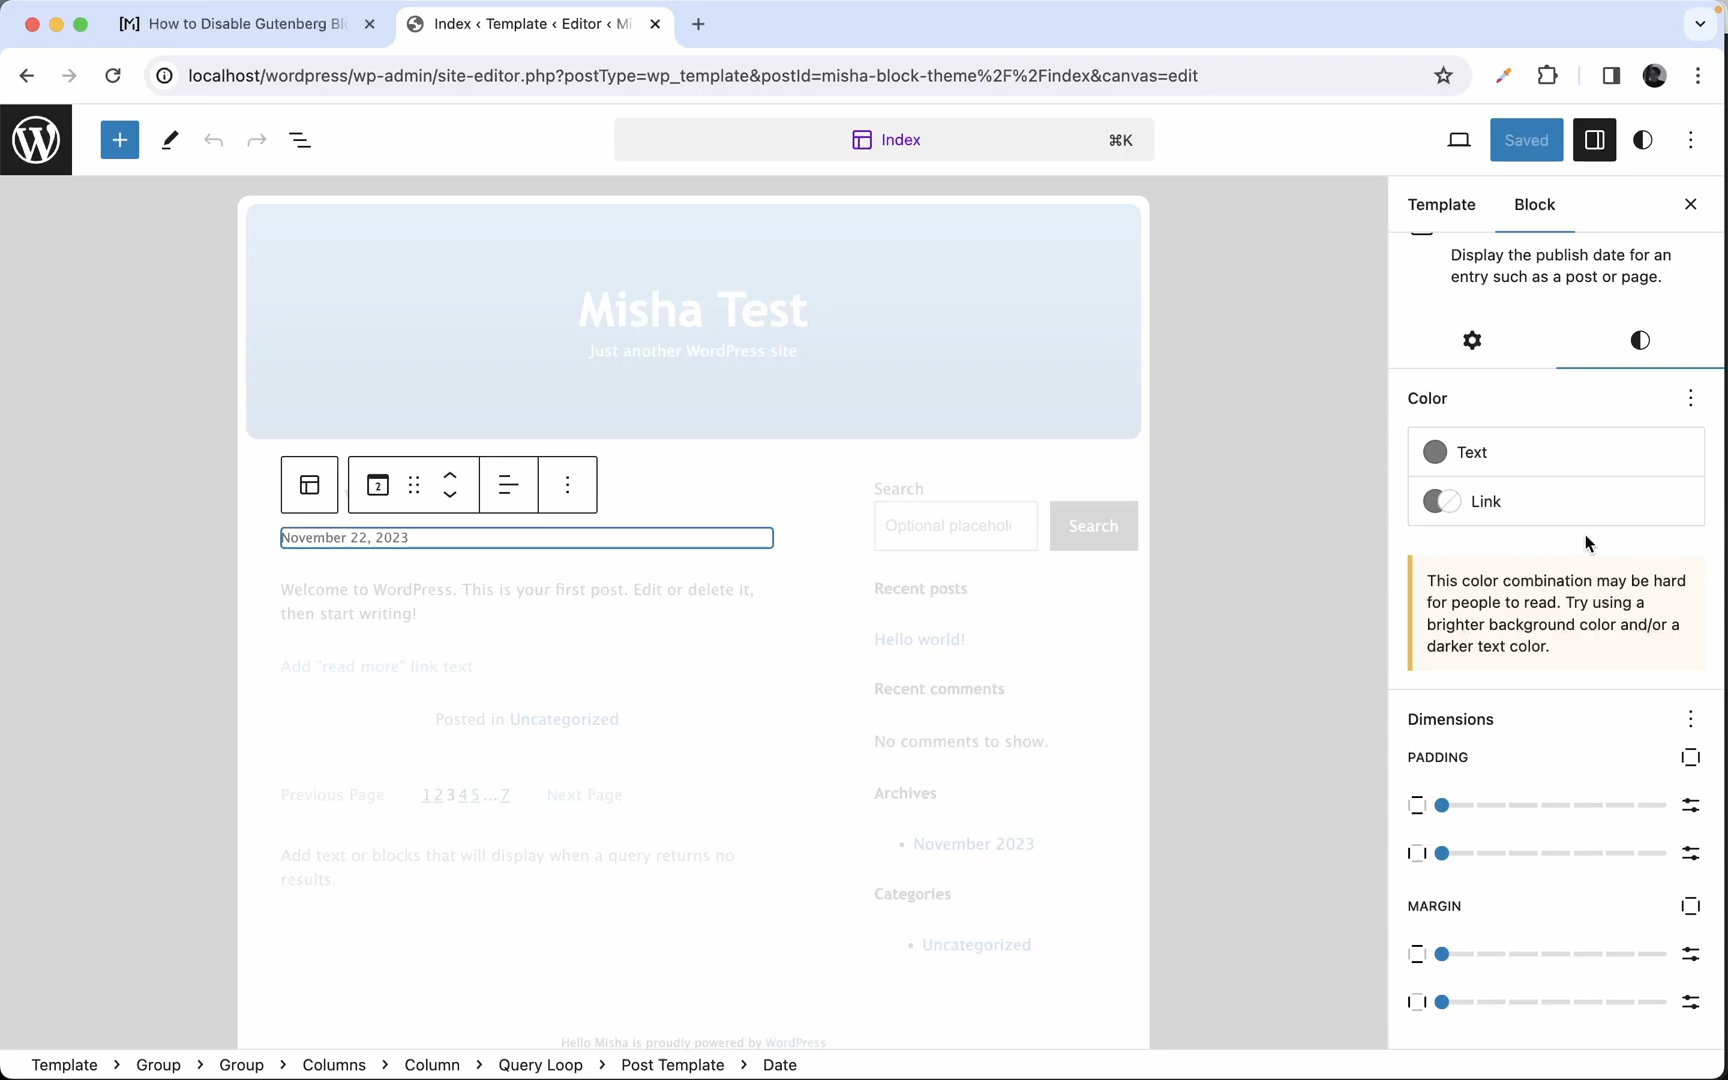 [M] How to Disable Gutenberg Bl
Index ‹ Template ‹ Editor ‹ Mi
localhost/wordpress/wp-admin/site-editor.php?postType=wp_template&postId=misha-block-theme%2F%2Findex&canvas=edit
Index
⌘K
Saved
Template
Block
Display the publish date for an
entry such as a post or page.
Color
Text
Link
This color combination may be hard
for people to read. Try using a
brighter background color and/or a
darker text color.
Dimensions
PADDING
MARGIN
Misha Test
Just another WordPress site
2
November 22, 2023
Welcome to WordPress. This is your first post. Edit or delete it,
then start writing!
Add "read more" link text
Posted in Uncategorized
Previous Page
1 2 3 4 5 … 7
Next Page
Add text or blocks that will display when a query returns no
results.
Search
Optional placehol
Search
Recent posts
Hello world!
Recent comments
No comments to show.
Archives
• November 2023
Categories
• Uncategorized
Hello Misha is proudly powered by WordPress
Template › Group › Group › Columns › Column › Query Loop › Post Template › Date